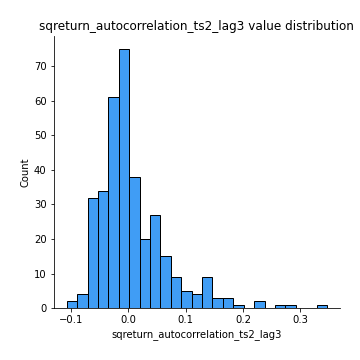 sqreturn_autocorrelation_ts2_lag3 value distribution
70
60
50
40
30
20
10
0
Count
−0.1 0.0 0.1 0.2 0.3
sqreturn_autocorrelation_ts2_lag3